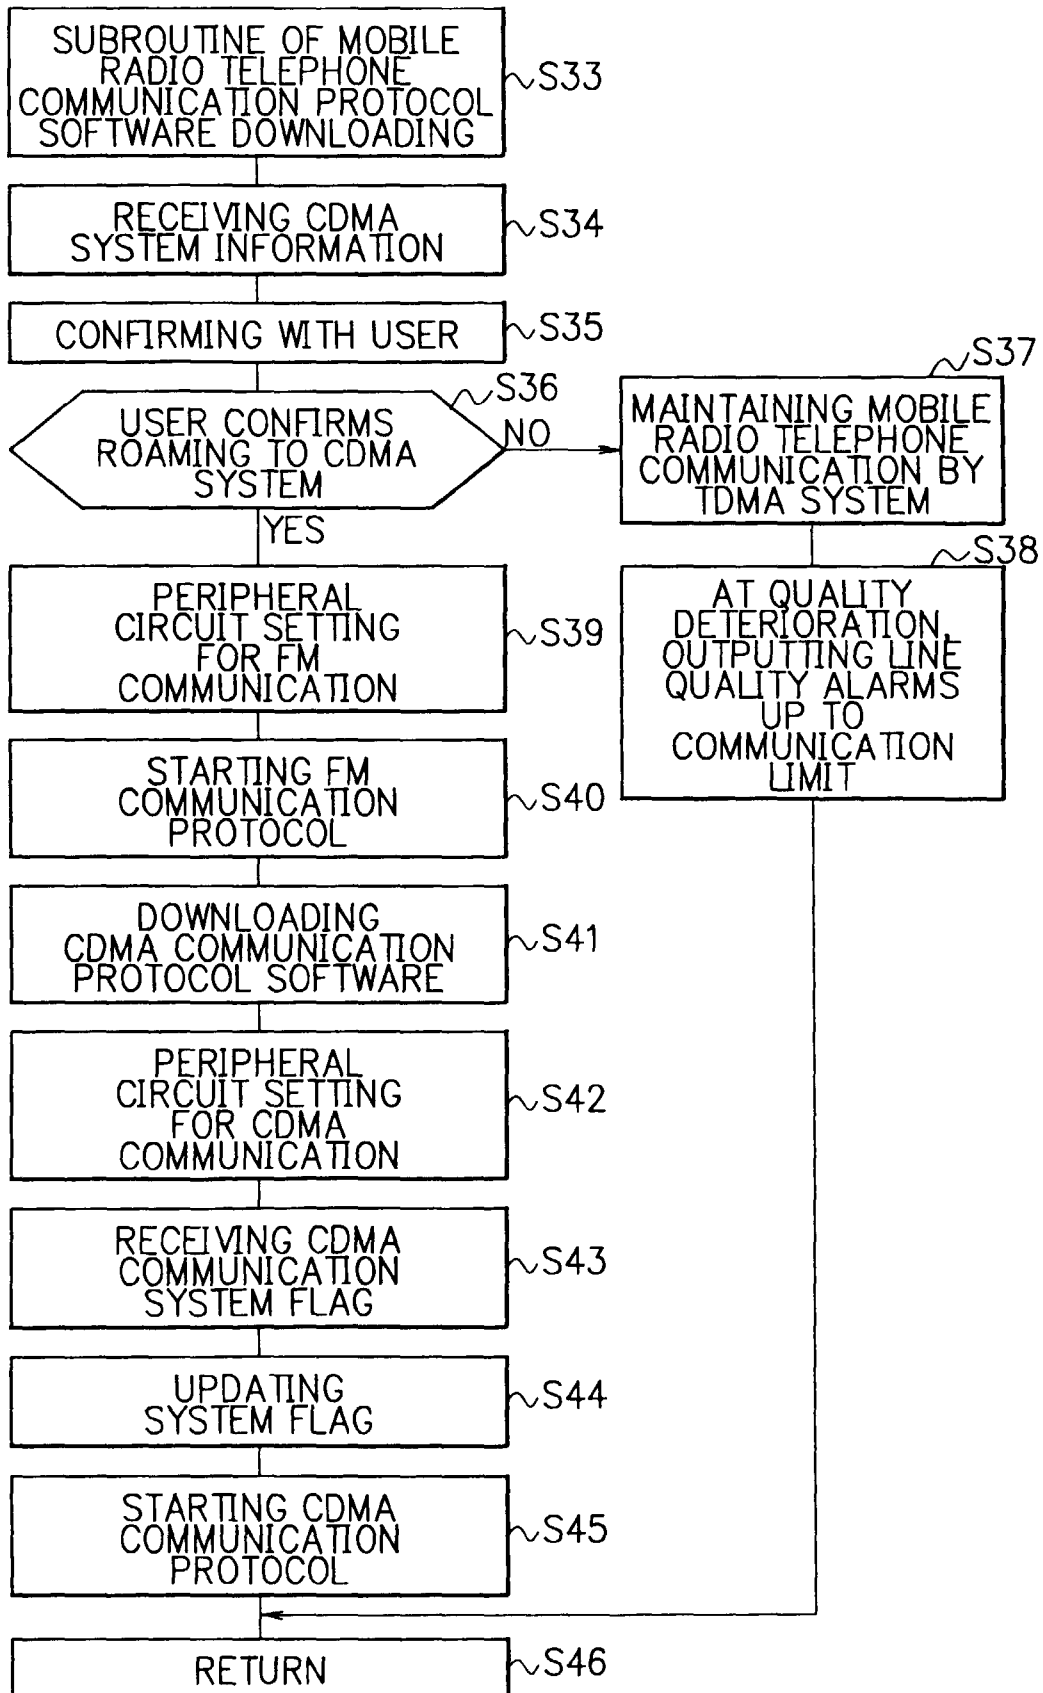 SUBROUTINE OF MOBILE
RADIO TELEPHONE
COMMUNICATION PROTOCOL
SOFTWARE DOWNLOADING
S33
RECEIVING CDMA
SYSTEM INFORMATION
S34
CONFIRMING WITH USER
S35
USER CONFIRMS
ROAMING TO CDMA
SYSTEM
S36
NO
YES
MAINTAINING MOBILE
RADIO TELEPHONE
COMMUNICATION BY
TDMA SYSTEM
S37
AT QUALITY
DETERIORATION,
OUTPUTTING LINE
QUALITY ALARMS
UP TO
COMMUNICATION
LIMIT
S38
PERIPHERAL
CIRCUIT SETTING
FOR FM
COMMUNICATION
S39
STARTING FM
COMMUNICATION
PROTOCOL
S40
DOWNLOADING
CDMA COMMUNICATION
PROTOCOL SOFTWARE
S41
PERIPHERAL
CIRCUIT SETTING
FOR CDMA
COMMUNICATION
S42
RECEIVING CDMA
COMMUNICATION
SYSTEM FLAG
S43
UPDATING
SYSTEM FLAG
S44
STARTING CDMA
COMMUNICATION
PROTOCOL
S45
RETURN
S46